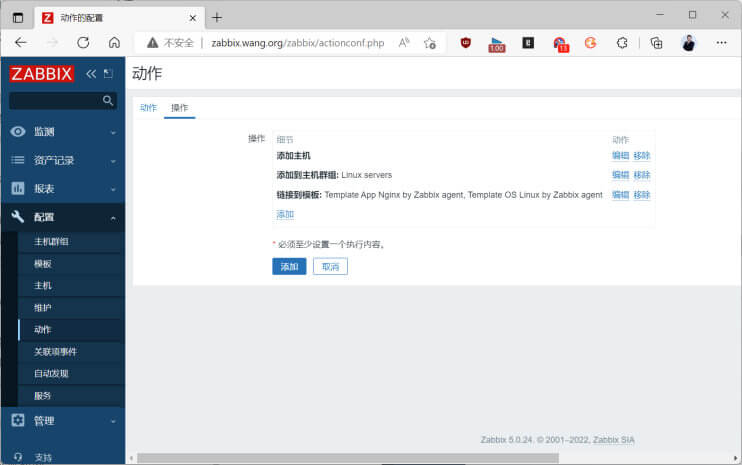 动作的配置
不安全 | zabbix.wang.org/zabbix/actionconf.php
1.00
13
ZABBIX
动作
监测
资产记录
报表
配置
主机群组
模板
主机
维护
动作
关联项事件
自动发现
服务
管理
支持
动作 操作
操作 细节 动作
添加主机 编辑 移除
添加到主机群组: Linux servers 编辑 移除
链接到模板: Template App Nginx by Zabbix agent, Template OS Linux by Zabbix agent 编辑 移除
添加
* 必须至少设置一个执行内容。
添加 取消
Zabbix 5.0.24. © 2001–2022, Zabbix SIA